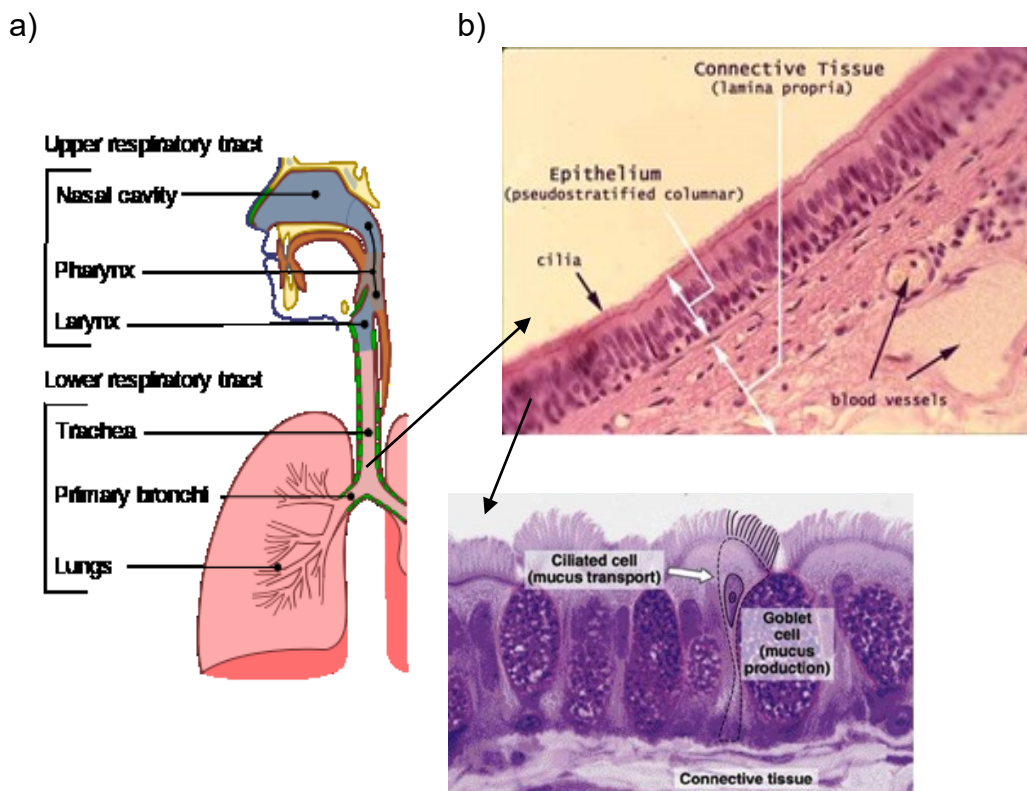 a)
Upper respiratory tract
Nasal cavity
Pharynx
Larynx
Lower respiratory tract
Trachea
Primary bronchi
Lungs
b)
Connective Tissue
(lamina propria)
Epithelium
(pseudostratified columnar)
cilia
blood vessels
Ciliated cell
(mucus transport)
Goblet
cell
(mucus
production)
Connective tissue